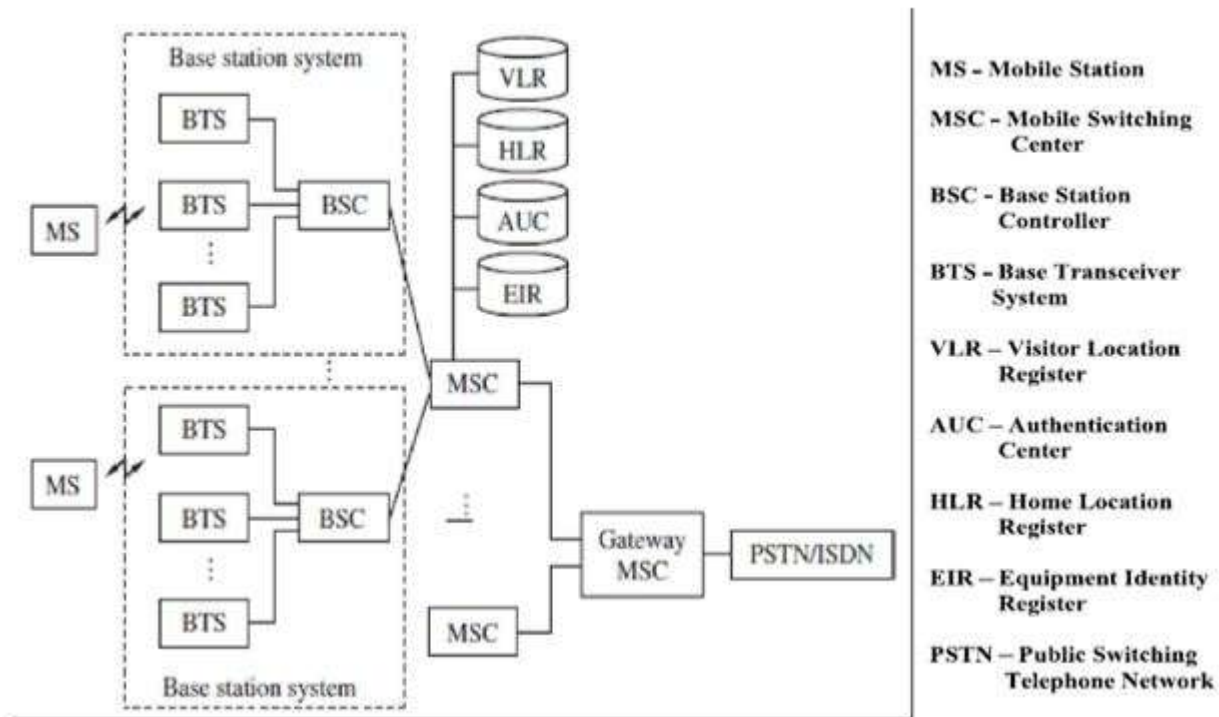 Base station system
BTS
BTS
BTS
BSC
MS
VLR
HLR
AUC
EIR
MSC
BTS
BTS
BTS
BSC
MS
Base station system
MSC
Gateway
MSC
PSTN/ISDN
MS - Mobile Station
MSC - Mobile Switching
Center
BSC - Base Station
Controller
BTS - Base Transceiver
System
VLR – Visitor Location
Register
AUC – Authentication
Center
HLR – Home Location
Register
EIR – Equipment Identity
Register
PSTN – Public Switching
Telephone Network